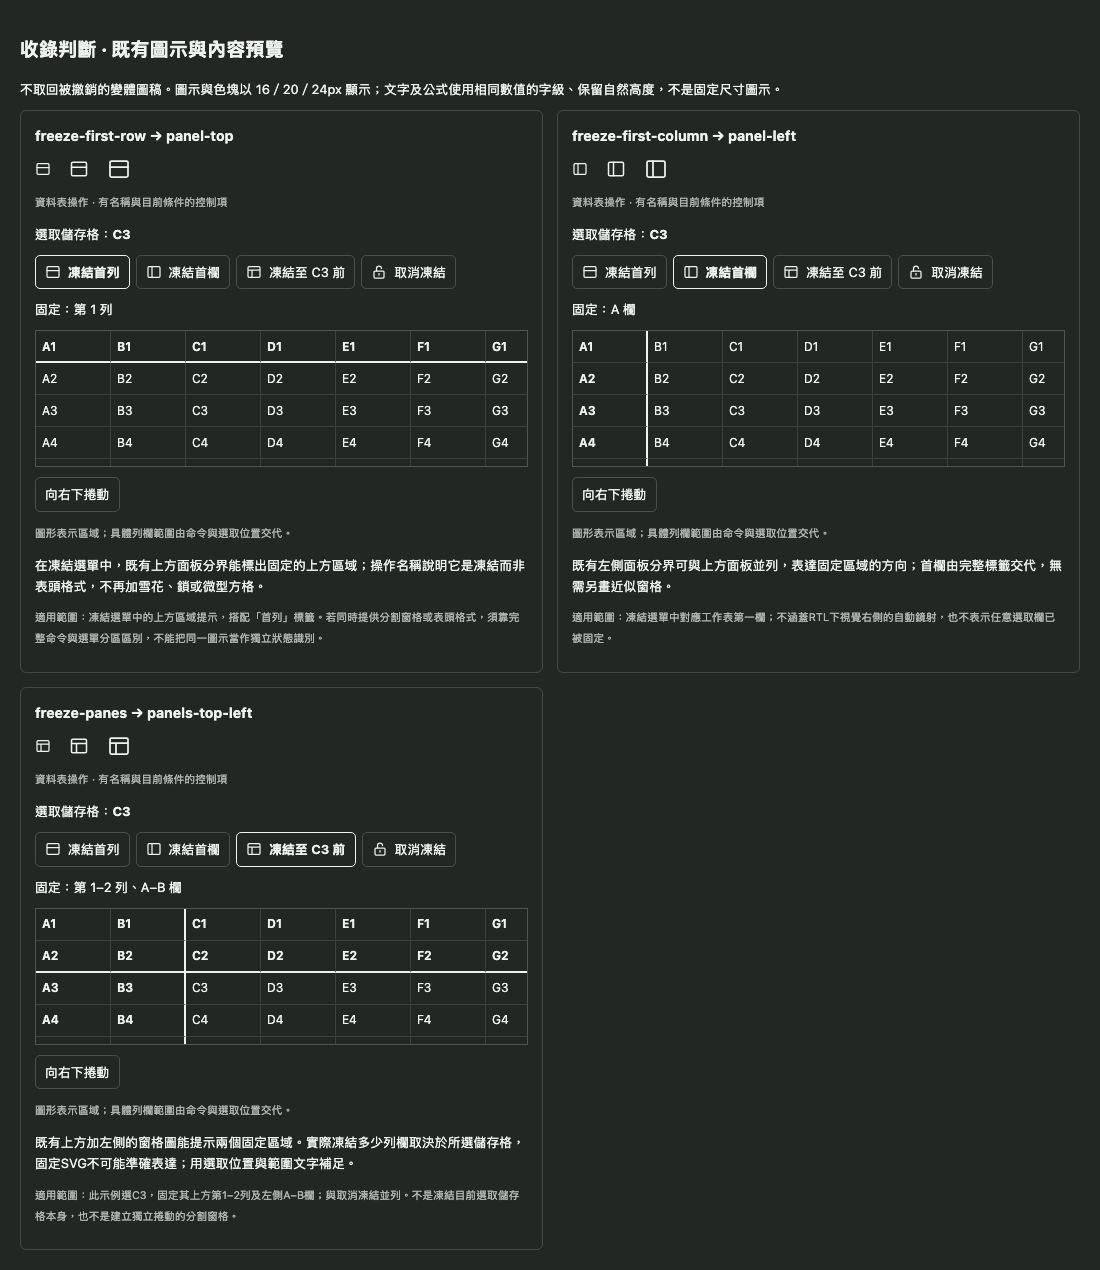 收錄判斷 · 既有圖示與內容預覽
不取回被撤銷的變體圖稿。圖示與色塊以 16 / 20 / 24px 顯示；文字及公式使用相同數值的字級、保留自然高度，不是固定尺寸圖示。
freeze-first-row → panel-top
資料表操作 · 有名稱與目前條件的控制項
選取儲存格：C3
凍結首列 凍結首欄 凍結至 C3 前 取消凍結
固定：第 1 列
A1 B1 C1 D1 E1 F1 G1
A2 B2 C2 D2 E2 F2 G2
A3 B3 C3 D3 E3 F3 G3
A4 B4 C4 D4 E4 F4 G4
向右下捲動
圖形表示區域；具體列欄範圍由命令與選取位置交代。
在凍結選單中，既有上方面板分界能標出固定的上方區域；操作名稱說明它是凍結而非
表頭格式，不再加雪花、鎖或微型方格。
適用範圍：凍結選單中的上方區域提示，搭配「首列」標籤。若同時提供分割窗格或表頭格式，須靠完
整命令與選單分區區別，不能把同一圖示當作獨立狀態識別。
freeze-first-column → panel-left
資料表操作 · 有名稱與目前條件的控制項
選取儲存格：C3
凍結首列 凍結首欄 凍結至 C3 前 取消凍結
固定：A 欄
A1 B1 C1 D1 E1 F1 G1
A2 B2 C2 D2 E2 F2 G2
A3 B3 C3 D3 E3 F3 G3
A4 B4 C4 D4 E4 F4 G4
向右下捲動
圖形表示區域；具體列欄範圍由命令與選取位置交代。
既有左側面板分界可與上方面板並列，表達固定區域的方向；首欄由完整標籤交代，無
需另畫近似窗格。
適用範圍：凍結選單中對應工作表第一欄；不涵蓋RTL下視覺右側的自動鏡射，也不表示任意選取欄已
被固定。
freeze-panes → panels-top-left
資料表操作 · 有名稱與目前條件的控制項
選取儲存格：C3
凍結首列 凍結首欄 凍結至 C3 前 取消凍結
固定：第 1–2 列、A–B 欄
A1 B1 C1 D1 E1 F1 G1
A2 B2 C2 D2 E2 F2 G2
A3 B3 C3 D3 E3 F3 G3
A4 B4 C4 D4 E4 F4 G4
向右下捲動
圖形表示區域；具體列欄範圍由命令與選取位置交代。
既有上方加左側的窗格圖能提示兩個固定區域。實際凍結多少列欄取決於所選儲存格，
固定SVG不可能準確表達；用選取位置與範圍文字補足。
適用範圍：此示例選C3，固定其上方第1–2列及左側A–B欄；與取消凍結並列。不是凍結目前選取儲存
格本身，也不是建立獨立捲動的分割窗格。